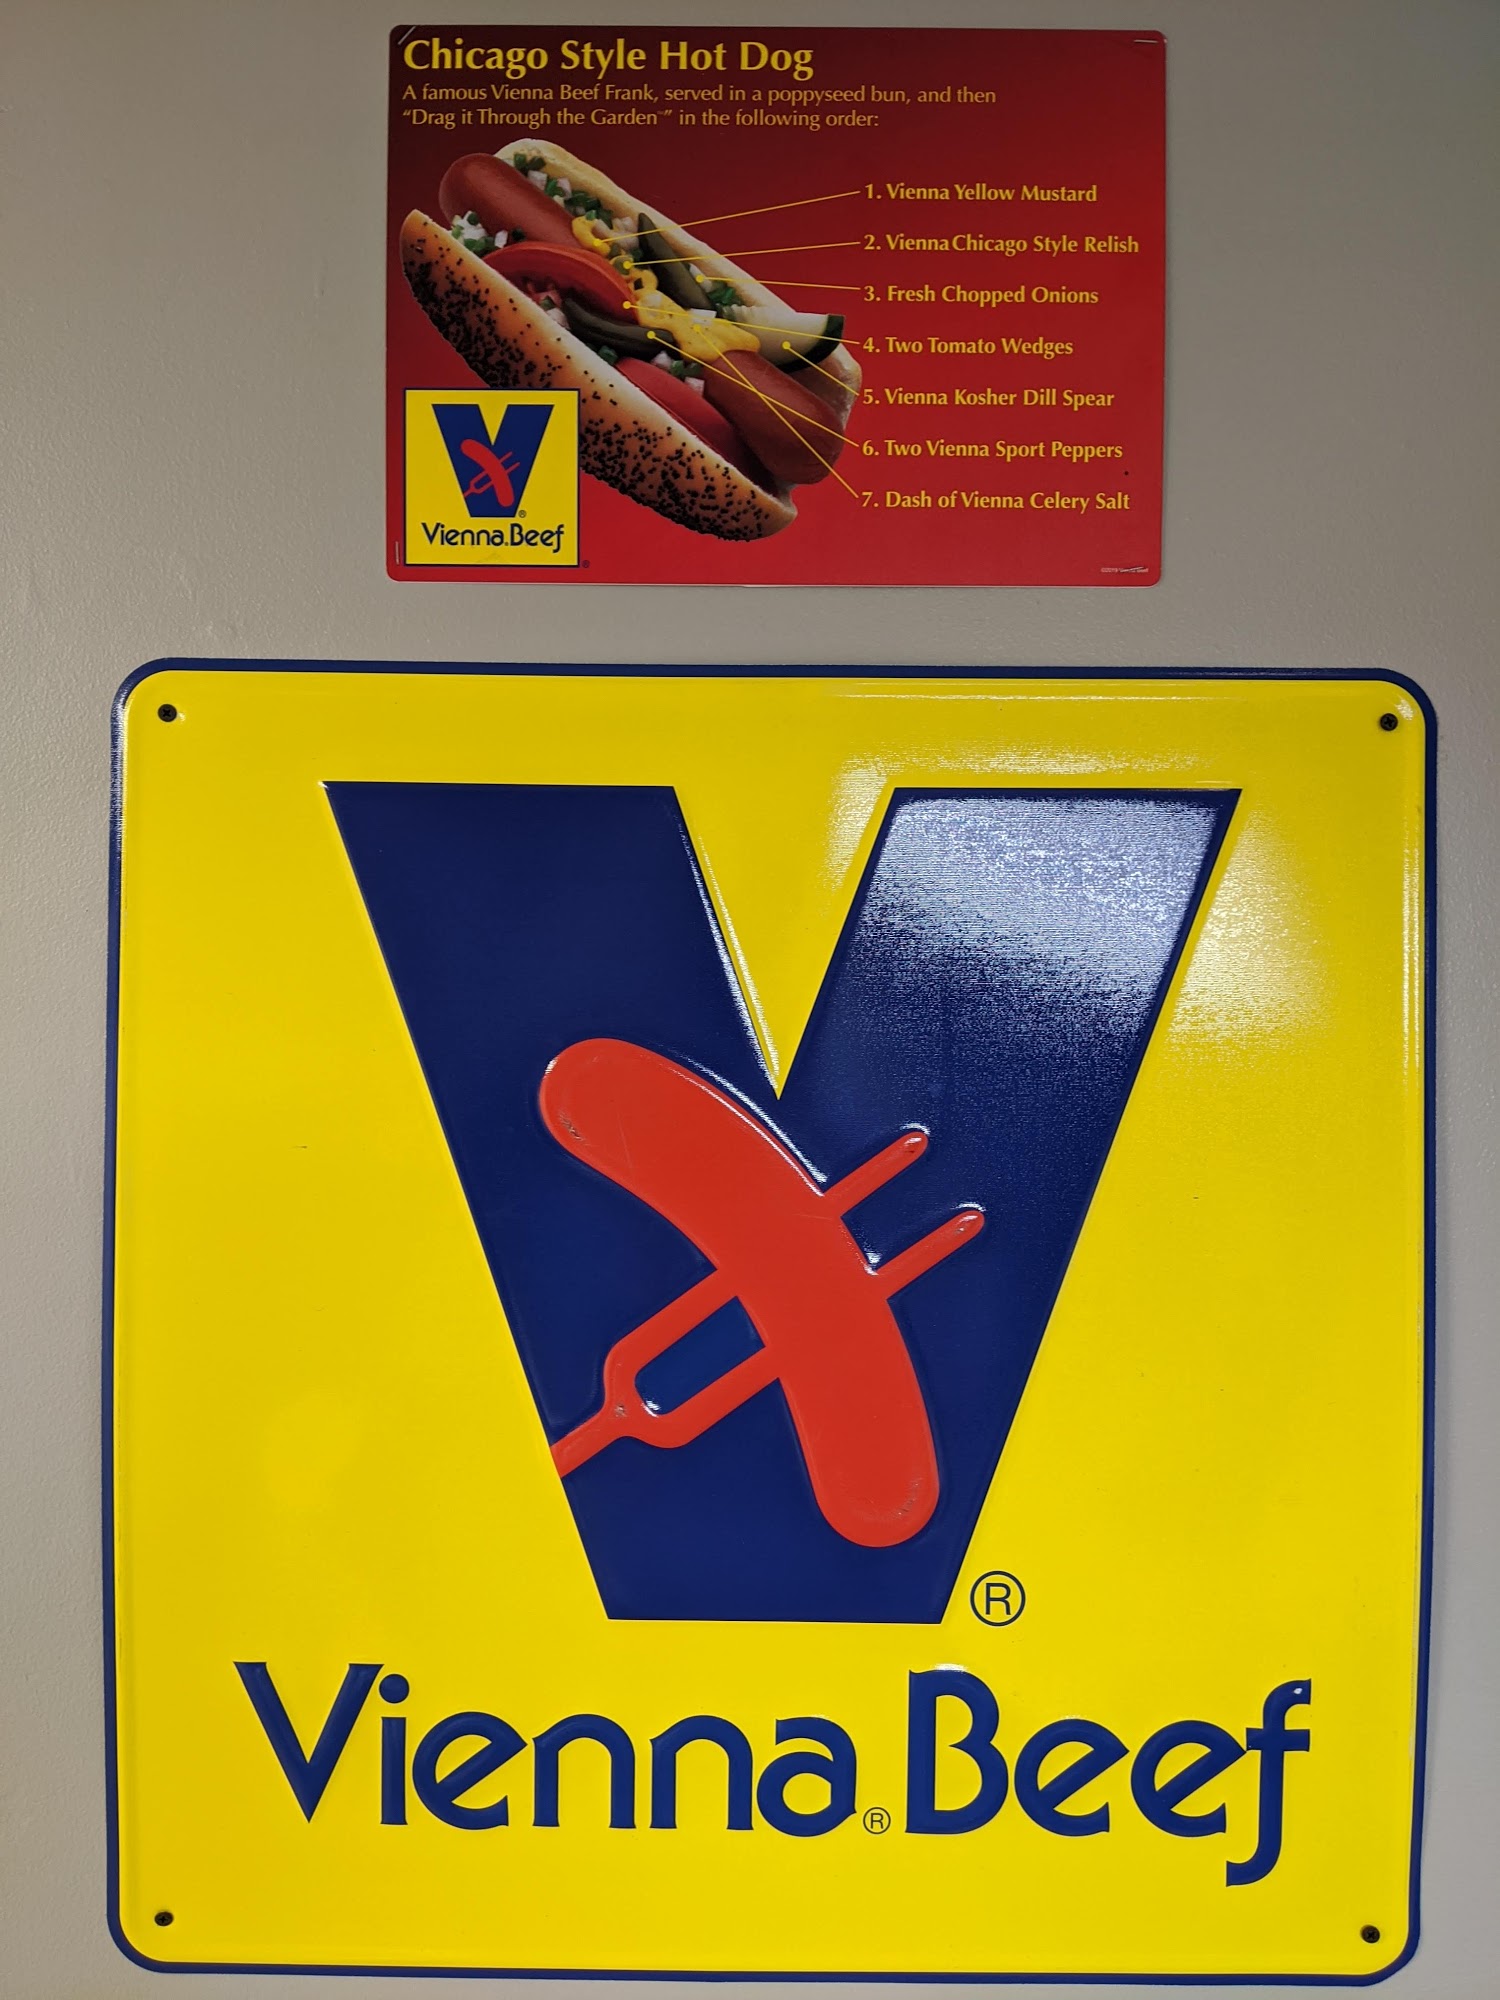 Chicago Style Hot Dog
A famous Vienna Beef Frank, served in a poppyseed bun, and then
“Drag it Through the Garden™” in the following order:
1. Vienna Yellow Mustard
2. Vienna Chicago Style Relish
3. Fresh Chopped Onions
4. Two Tomato Wedges
5. Vienna Kosher Dill Spear
6. Two Vienna Sport Peppers
7. Dash of Vienna Celery Salt
V®
Vienna® Beef®
V®
Vienna® Beef